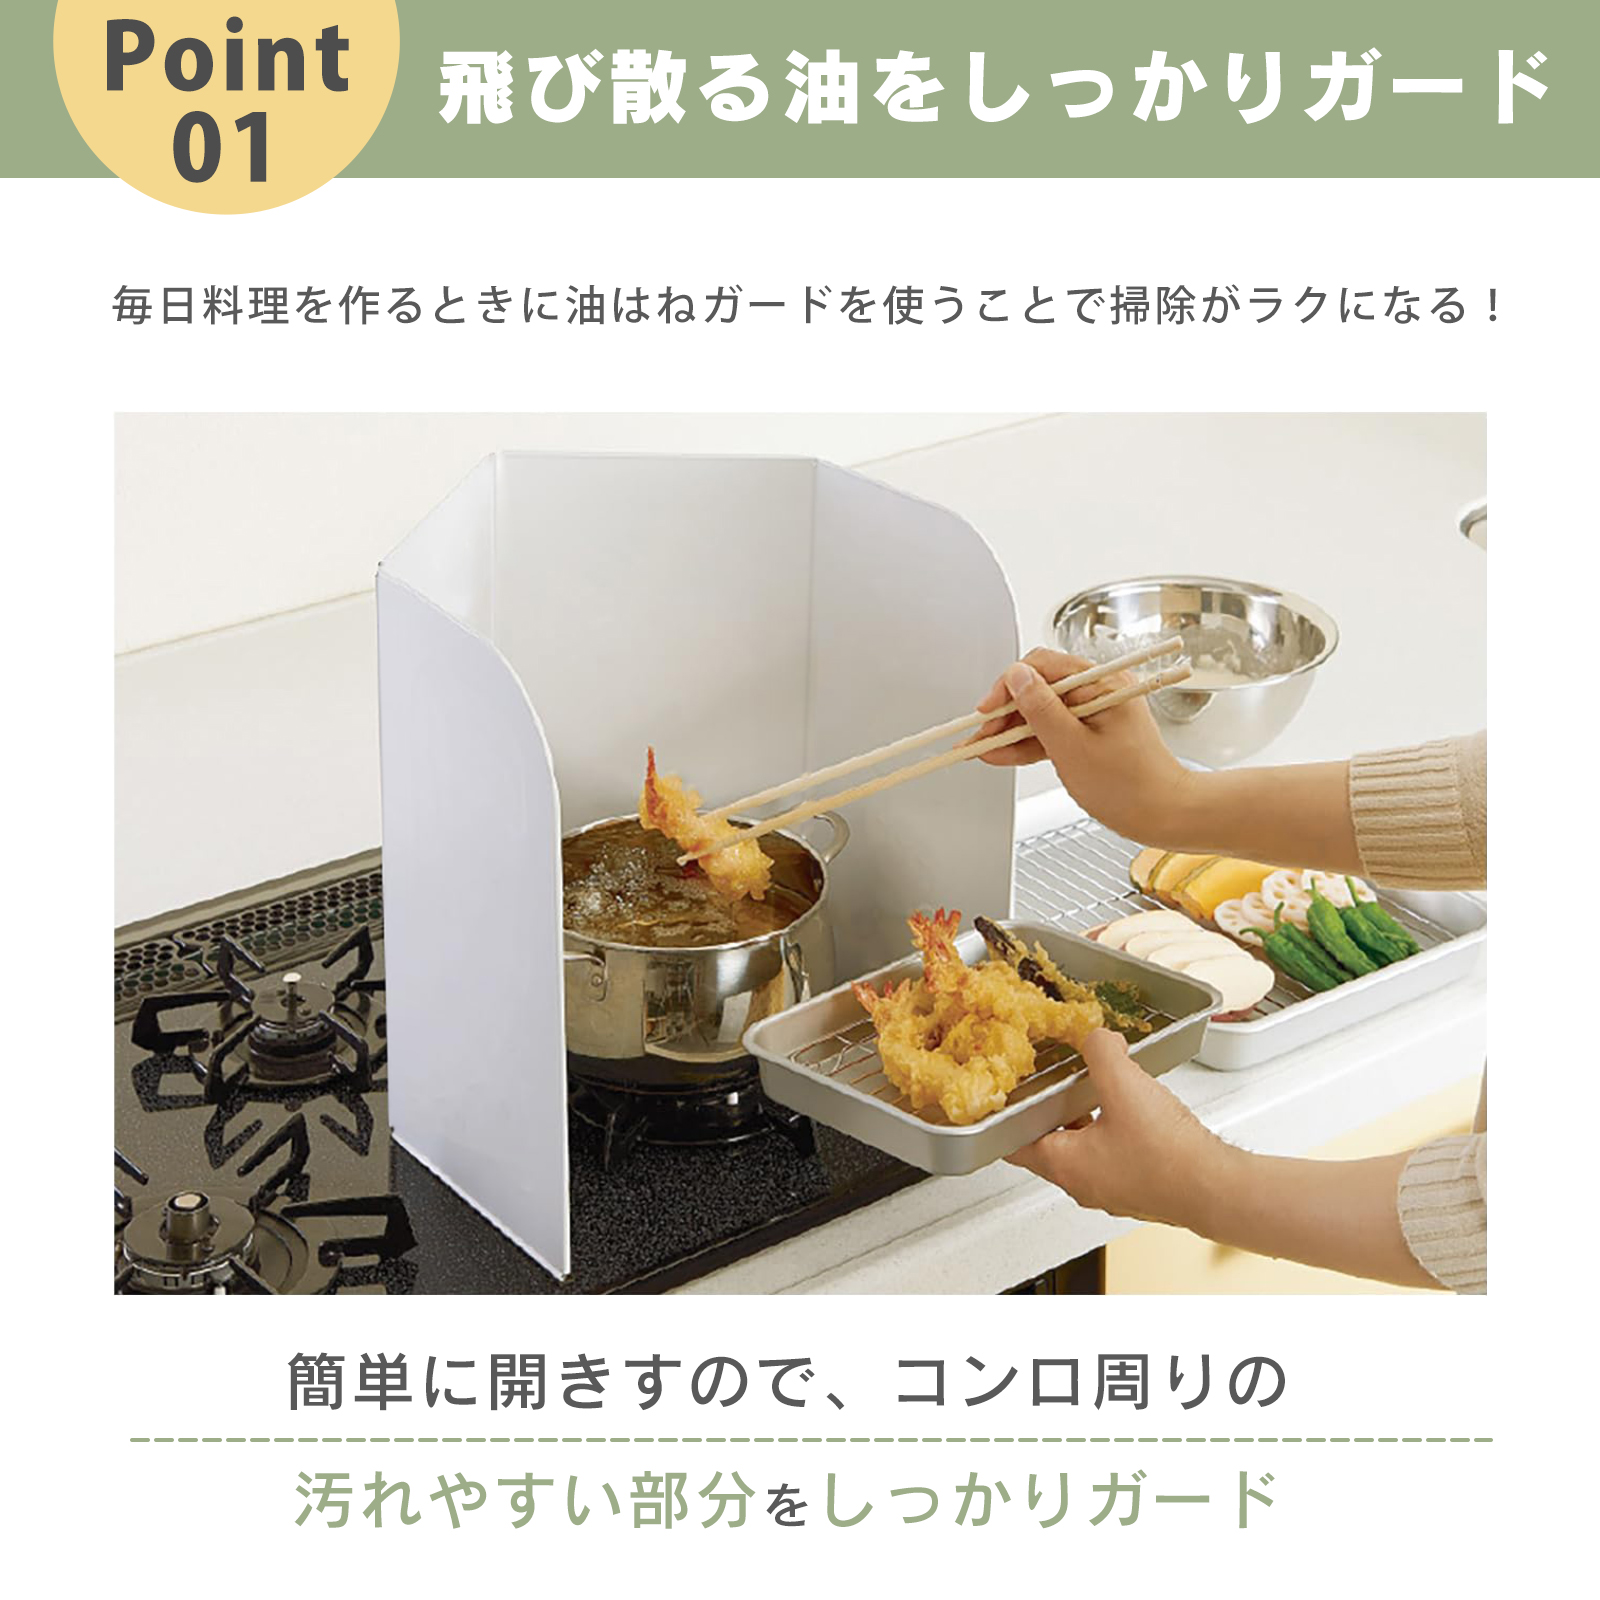 Point
01
飛び散る油をしっかりガード
毎日料理を作るときに油はねガードを使うことで掃除がラクになる！
簡単に開きすので、コンロ周りの
汚れやすい部分をしっかりガード